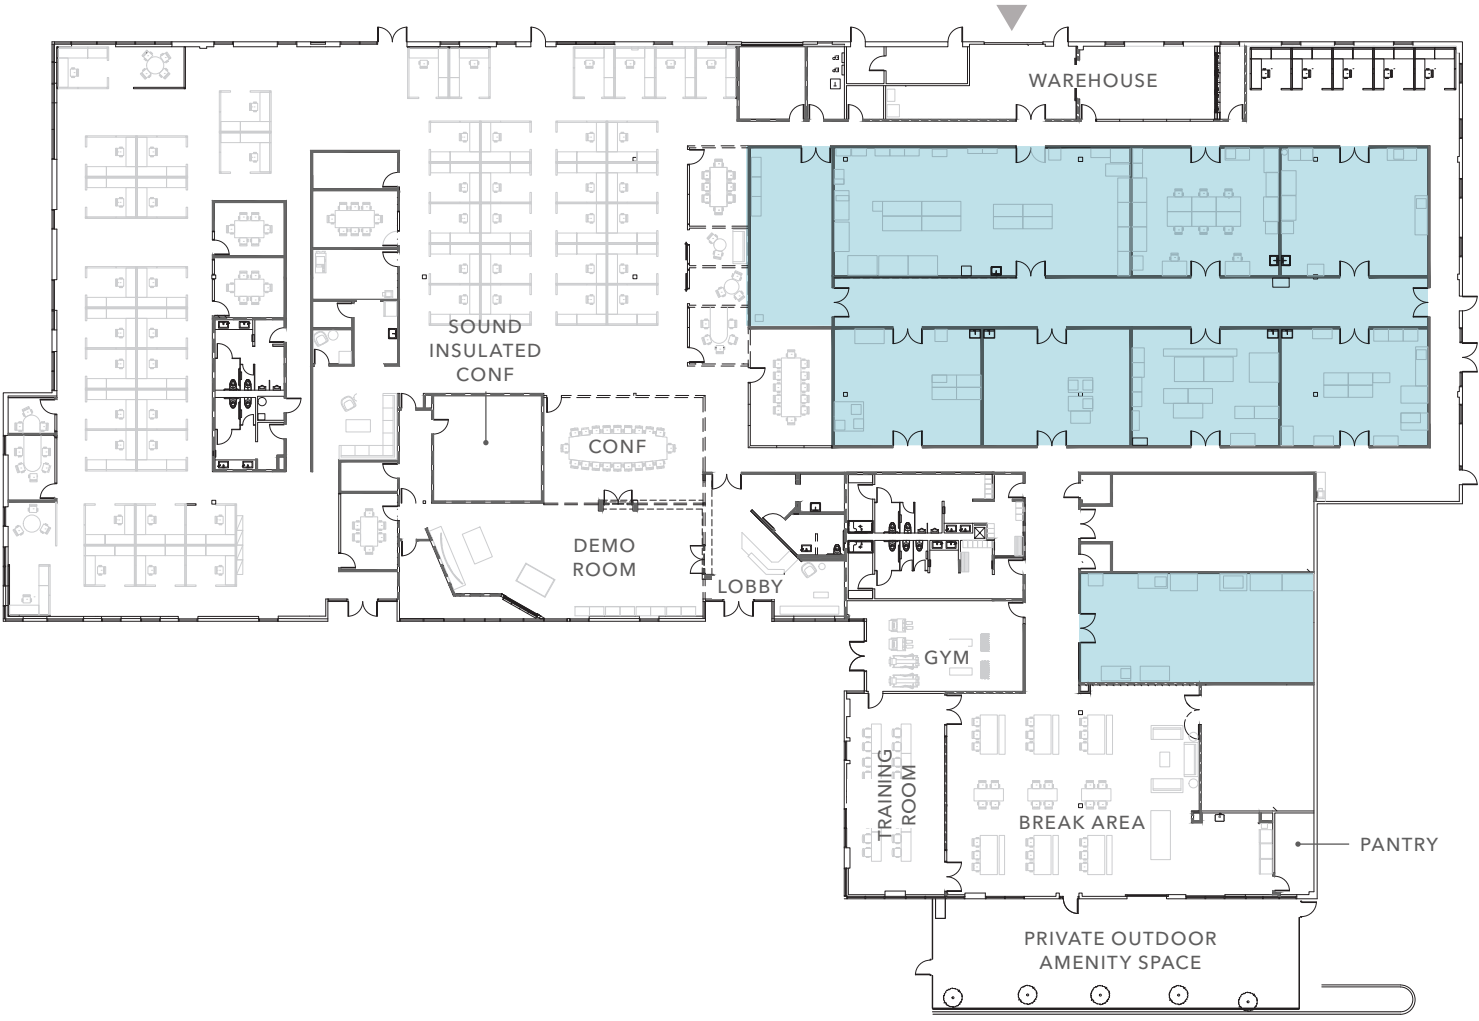 WAREHOUSE
SOUND
INSULATED
CONF
CONF
DEMO
ROOM
LOBBY
GYM
TRAINING
ROOM
BREAK AREA
PANTRY
PRIVATE OUTDOOR
AMENITY SPACE